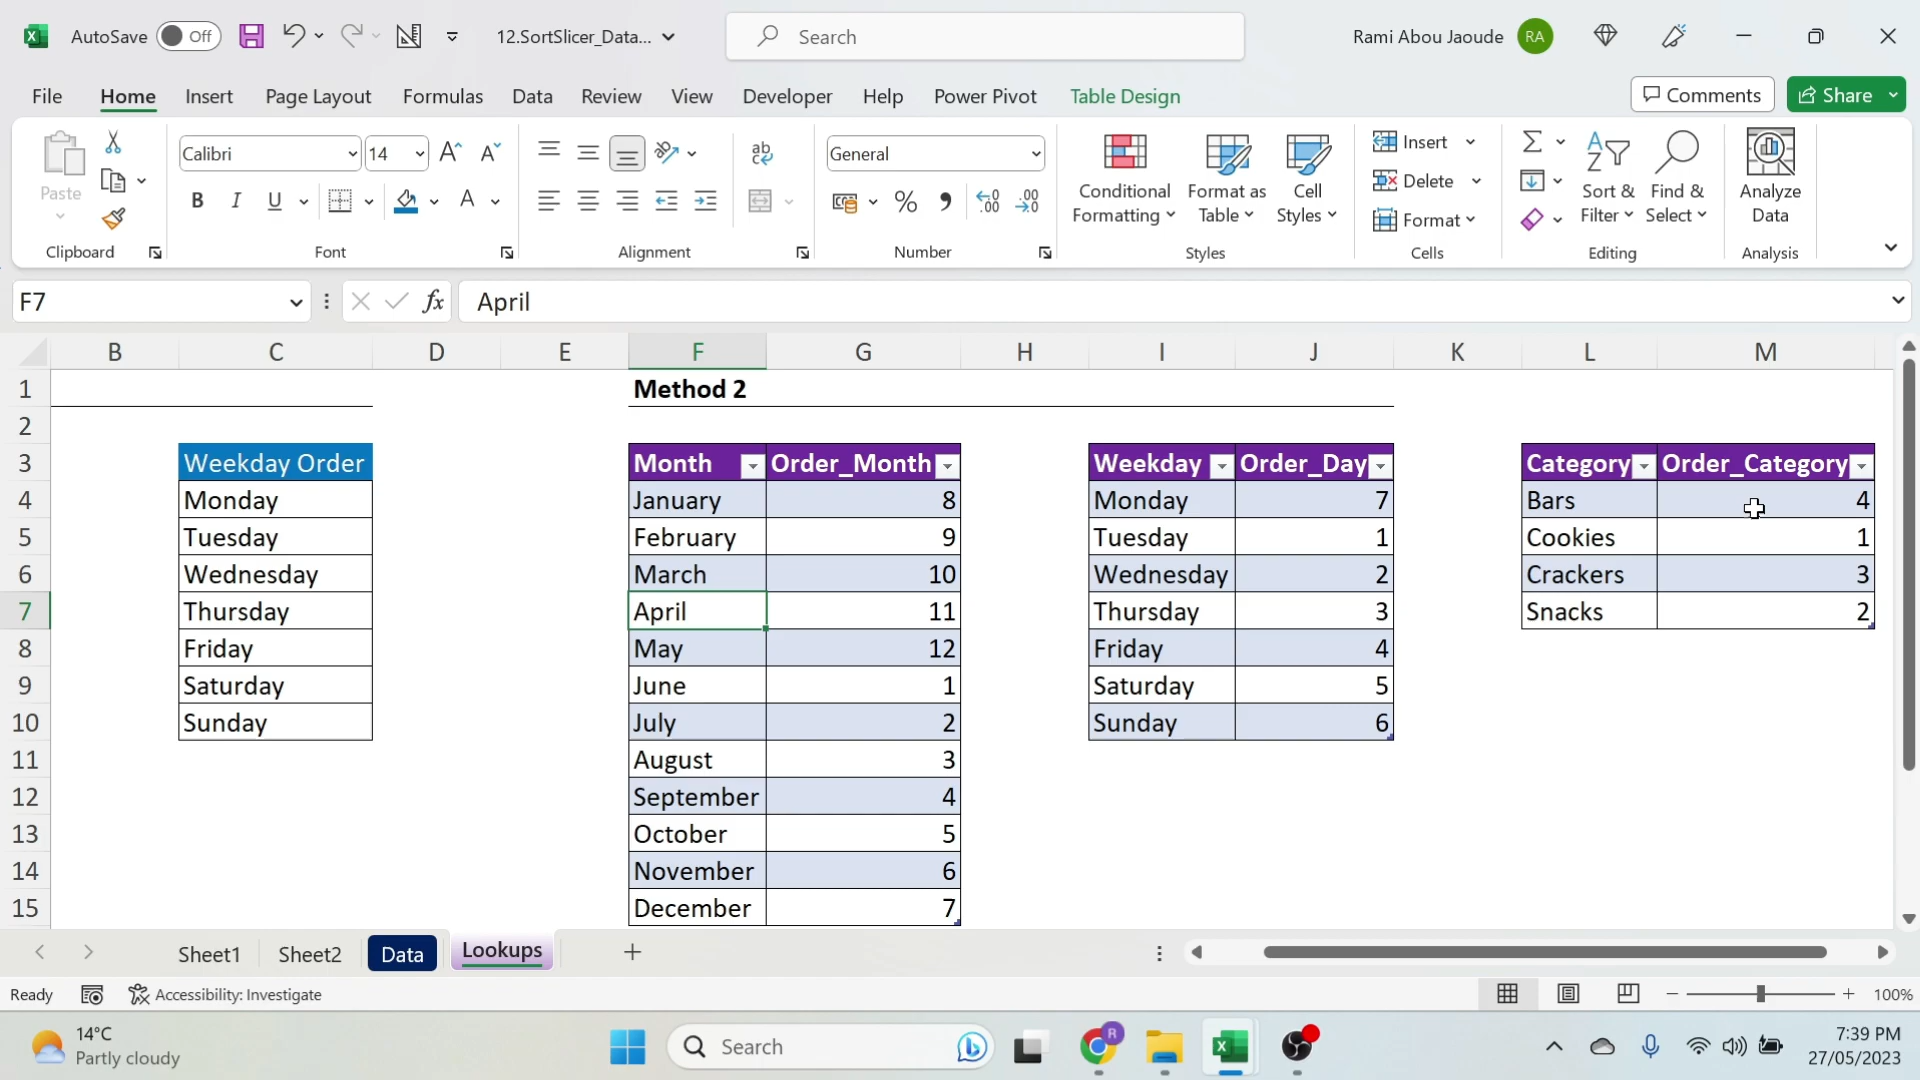 AutoSave Off 12.SortSlicer_Data... Search Rami Abou Jaoude RA
File Home Insert Page Layout Formulas Data Review View Developer Help Power Pivot Table Design Comments Share
Paste Calibri 14 General Conditional Formatting Format as Table Cell Styles Insert Delete Format Sort & Filter Find & Select Analyze Data
Clipboard Font Alignment Number Styles Cells Editing Analysis
F7 fx April
B C D E F G H I J K L M
1 Method 2
2
3 Weekday Order Month Order_Month Weekday Order_Day Category Order_Category
4 Monday January 8 Monday 7 Bars 4
5 Tuesday February 9 Tuesday 1 Cookies 1
6 Wednesday March 10 Wednesday 2 Crackers 3
7 Thursday April 11 Thursday 3 Snacks 2
8 Friday May 12 Friday 4
9 Saturday June 1 Saturday 5
10 Sunday July 2 Sunday 6
11 August 3
12 September 4
13 October 5
14 November 6
15 December 7
Sheet1 Sheet2 Data Lookups
Ready Accessibility: Investigate 100%
14°C Search 7:39 PM
Partly cloudy 27/05/2023